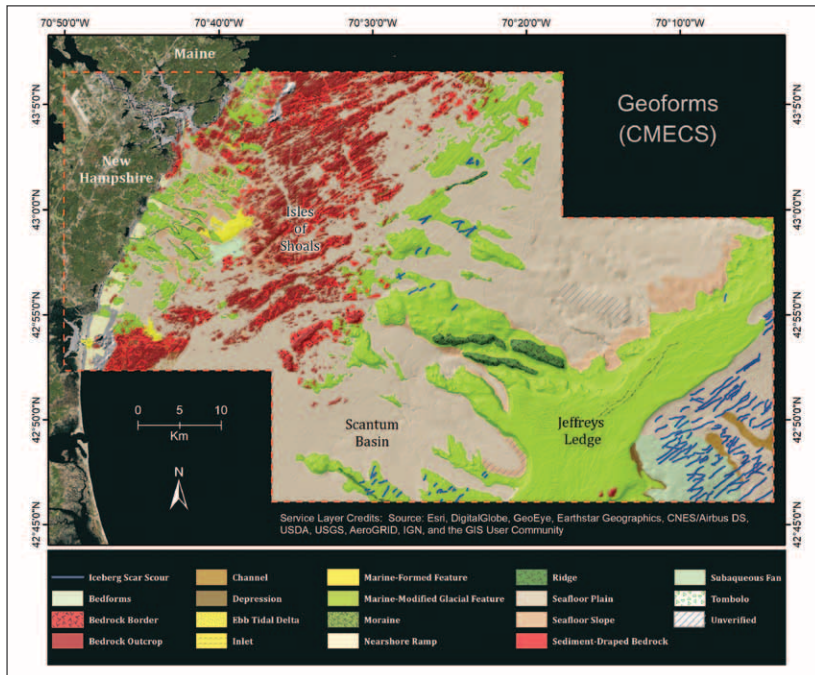 70°50'0"W 70°40'0"W 70°30'0"W 70°20'0"W 70°10'0"W
Maine
Geoforms
(CMECS)
New
Hampshire
Isles
of
Shoals
Scantum
Basin
Jeffreys
Ledge
0 5 10
Km
N
43°5'0"N
43°0'0"N
42°55'0"N
42°50'0"N
42°45'0"N
43°5'0"N
43°0'0"N
42°55'0"N
42°50'0"N
42°45'0"N
Service Layer Credits: Source: Esri, DigitalGlobe, GeoEye, Earthstar Geographics, CNES/Airbus DS,
USDA, USGS, AeroGRID, IGN, and the GIS User Community
Iceberg Scar Scour
Bedforms
Bedrock Border
Bedrock Outcrop
Channel
Depression
Ebb Tidal Delta
Inlet
Marine-Formed Feature
Marine-Modified Glacial Feature
Moraine
Nearshore Ramp
Ridge
Seafloor Plain
Seafloor Slope
Sediment-Draped Bedrock
Subaqueous Fan
Tombolo
Unverified